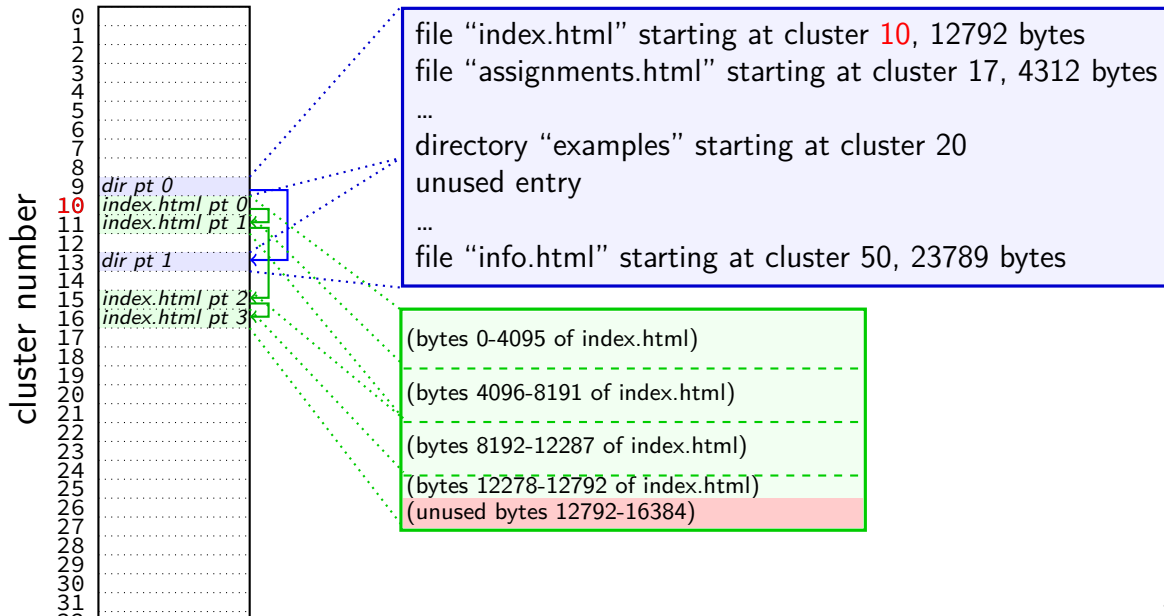 cluster number
0
1
2
3
4
5
6
7
8
9
10
11
12
13
14
15
16
17
18
19
20
21
22
23
24
25
26
27
28
29
30
31
dir pt 0
index.html pt 0
index.html pt 1
dir pt 1
index.html pt 2
index.html pt 3
file “index.html” starting at cluster 10, 12792 bytes
file “assignments.html” starting at cluster 17, 4312 bytes
…
directory “examples” starting at cluster 20
unused entry
…
file “info.html” starting at cluster 50, 23789 bytes
(bytes 0-4095 of index.html)
(bytes 4096-8191 of index.html)
(bytes 8192-12287 of index.html)
(bytes 12278-12792 of index.html)
(unused bytes 12792-16384)